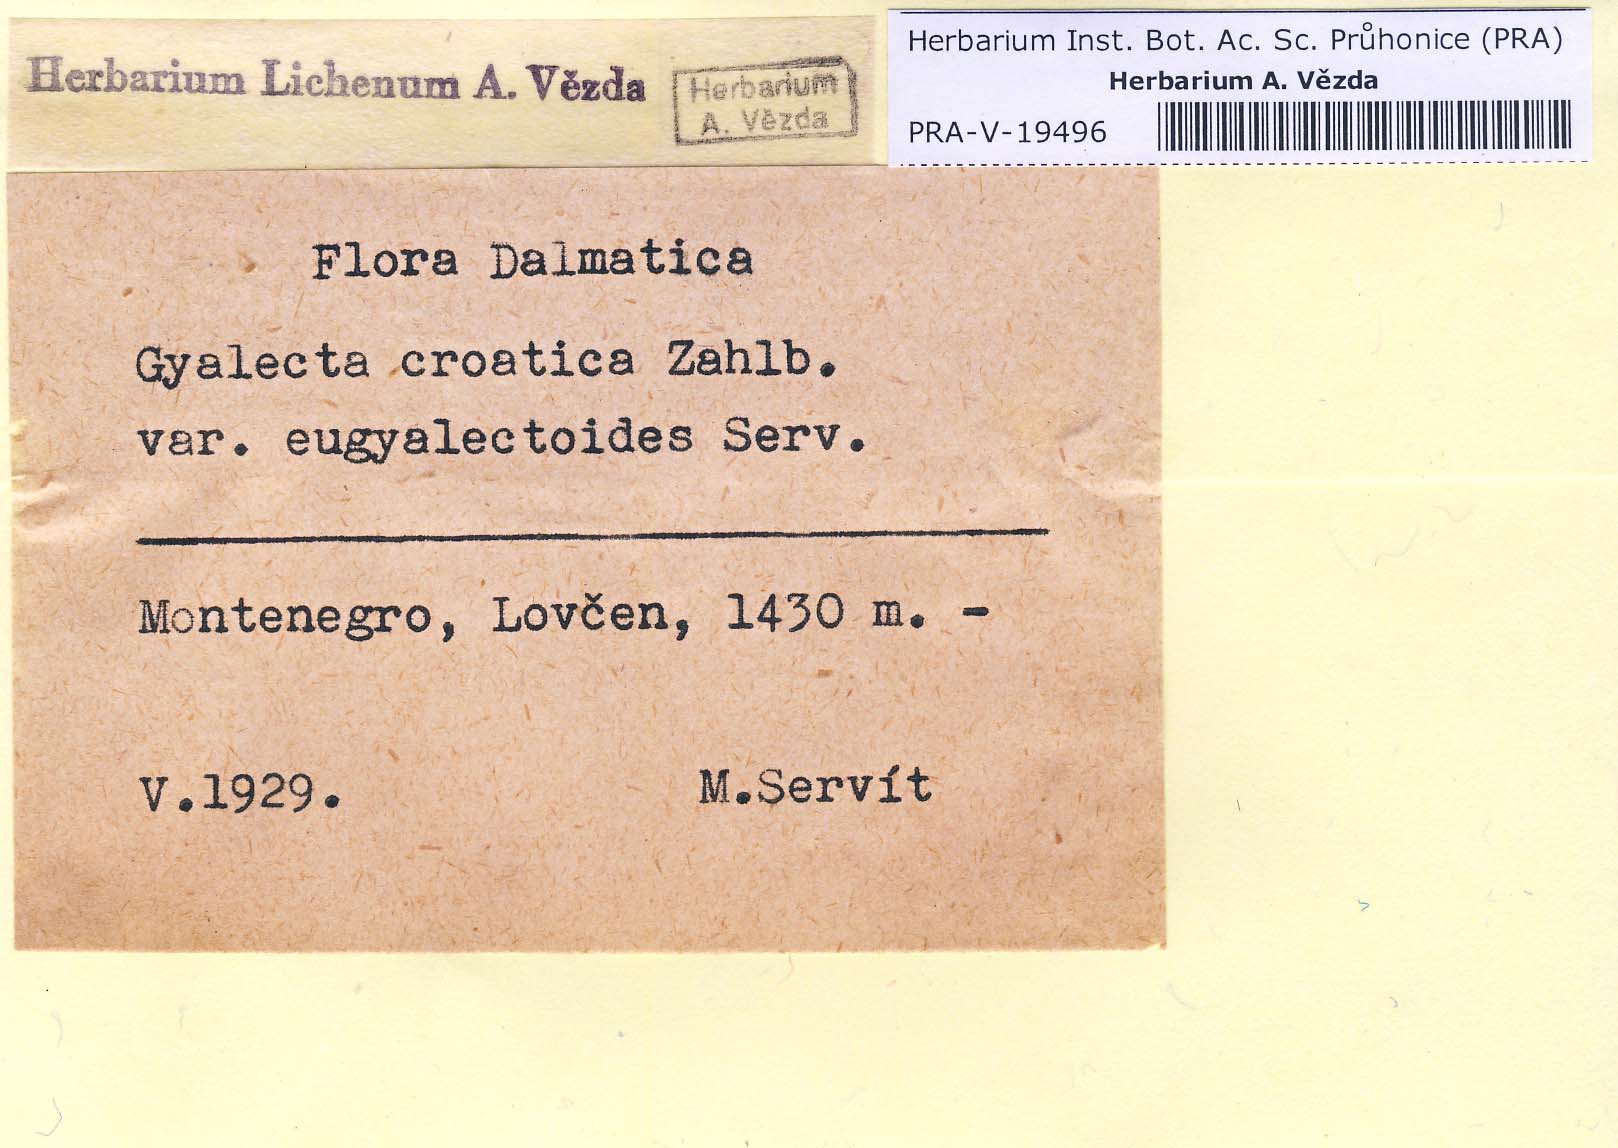 Herbarium Lichenum A. Vězda
Herbarium
A. Vězda
Herbarium Inst. Bot. Ac. Sc. Průhonice (PRA)
Herbarium A. Vězda
PRA-V-19496
Flora Dalmatica
Gyalecta croatica Zahlb.
var. eugyalectoides Serv.
Montenegro, Lovčen, 1430 m. -
V.1929.
M.Servít